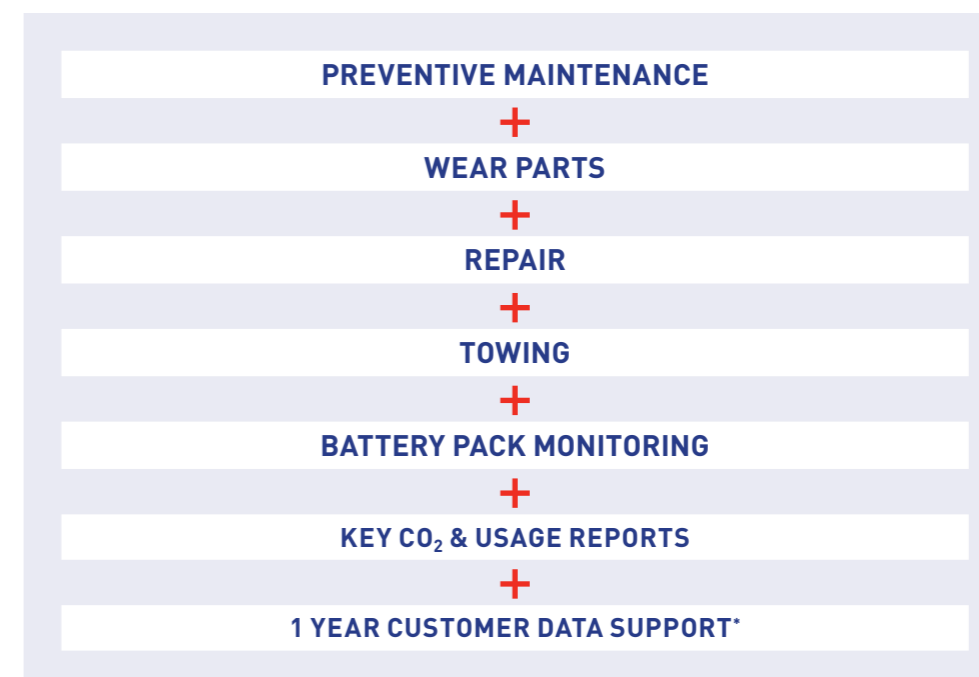 PREVENTIVE MAINTENANCE
+
WEAR PARTS
+
REPAIR
+
TOWING
+
BATTERY PACK MONITORING
+
KEY CO₂ & USAGE REPORTS
+
1 YEAR CUSTOMER DATA SUPPORT*